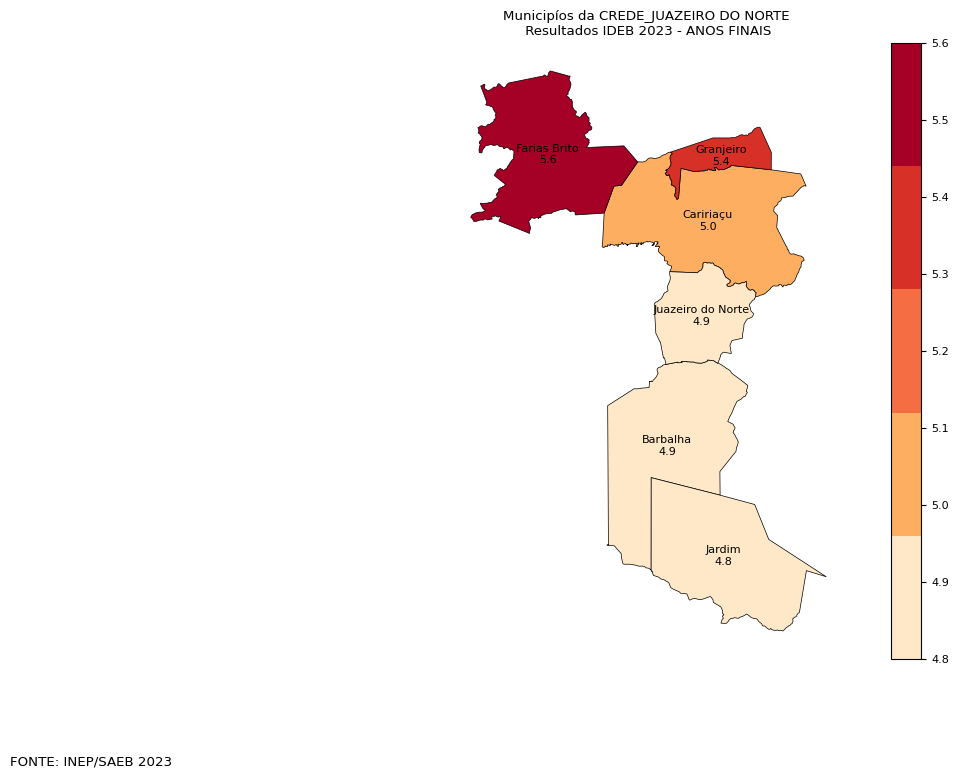 Municipíos da CREDE_JUAZEIRO DO NORTE
Resultados IDEB 2023 - ANOS FINAIS
Farias Brito
5.6
Granjeiro
5.4
Caririaçu
5.0
Juazeiro do Norte
4.9
Barbalha
4.9
Jardim
4.8
5.6
5.5
5.4
5.3
5.2
5.1
5.0
4.9
4.8
FONTE: INEP/SAEB 2023